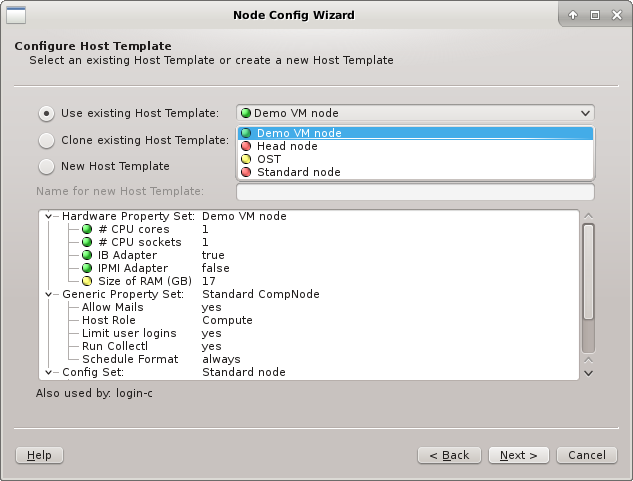 Node Config Wizard
Configure Host Template
Select an existing Host Template or create a new Host Template
Use existing Host Template: Demo VM node
Clone existing Host Template: Demo VM node
Head node
New Host Template OST
Standard node
Name for new Host Template:
Hardware Property Set: Demo VM node
# CPU cores 1
# CPU sockets 1
IB Adapter true
IPMI Adapter false
Size of RAM (GB) 17
Generic Property Set: Standard CompNode
Allow Mails yes
Host Role Compute
Limit user logins yes
Run Collectl yes
Schedule Format always
Config Set: Standard node
Also used by: login-c
Help < Back Next > Cancel